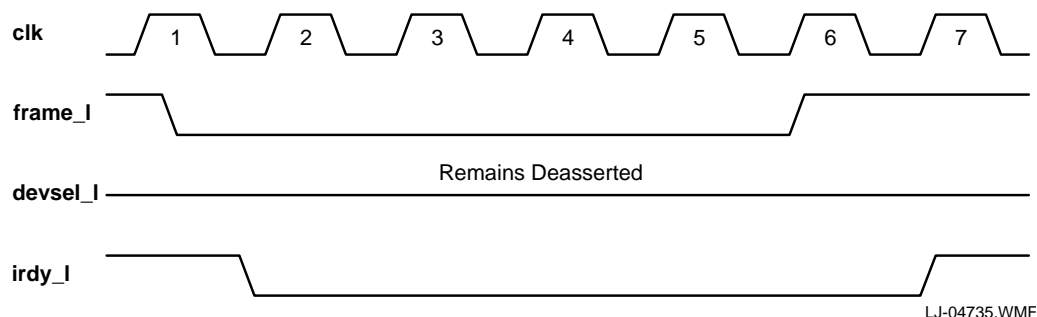 clk
1 2 3 4 5 6 7
frame_l
Remains Deasserted
devsel_l
irdy_l
LJ-04735.WMF